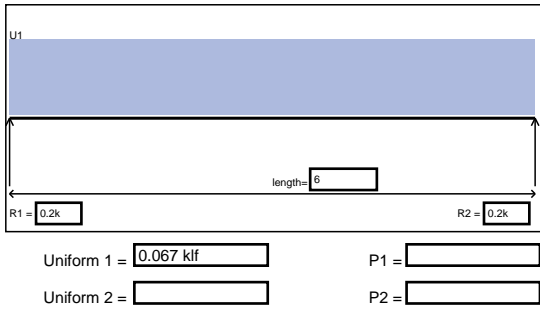 U1
length= 6
R1 = 0.2k R2 = 0.2k
Uniform 1 = 0.067 klf P1 =
Uniform 2 = P2 =